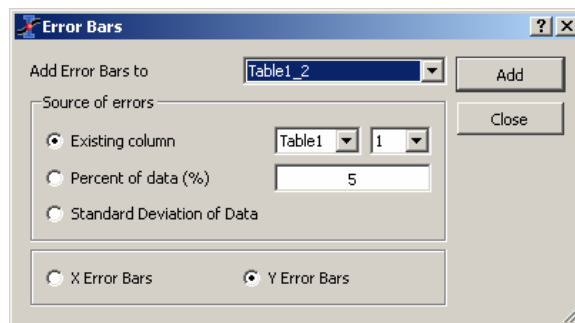 Error Bars
Add Error Bars to Table1_2 Add
Source of errors
Close
Existing column Table1 1
Percent of data (%) 5
Standard Deviation of Data
X Error Bars Y Error Bars